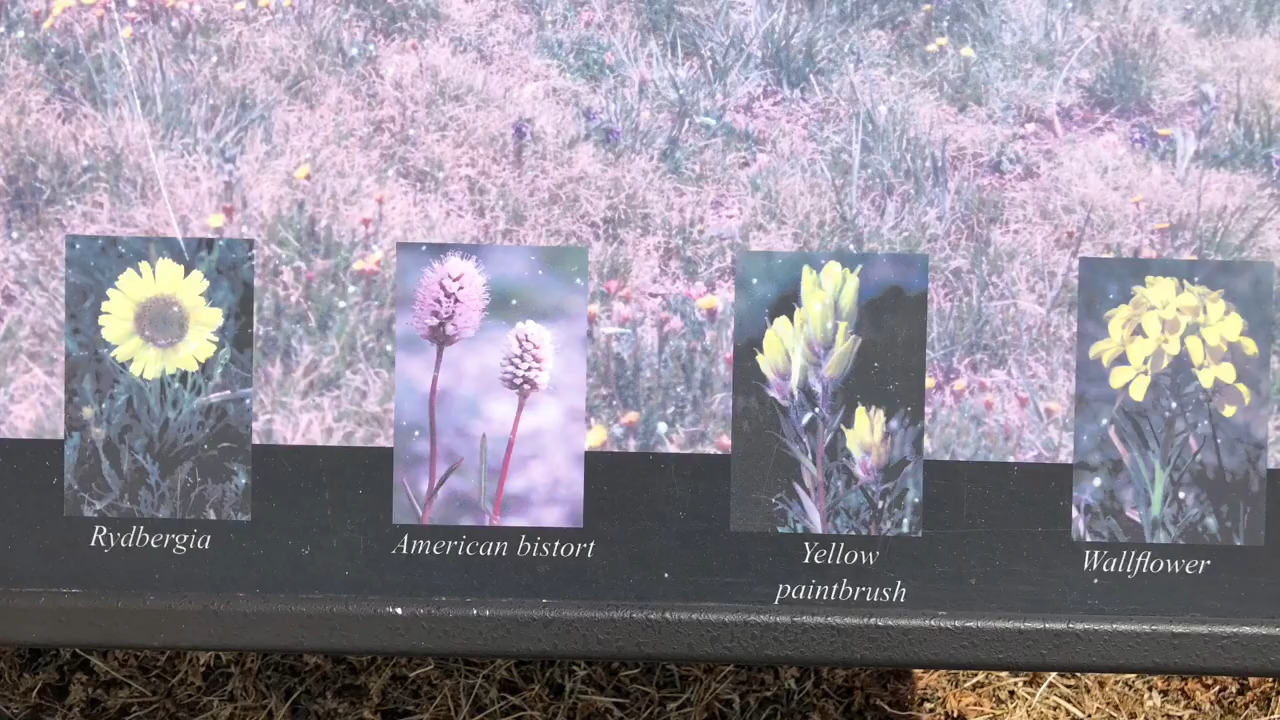 Rydbergia
American bistort
Yellow
paintbrush
Wallflower